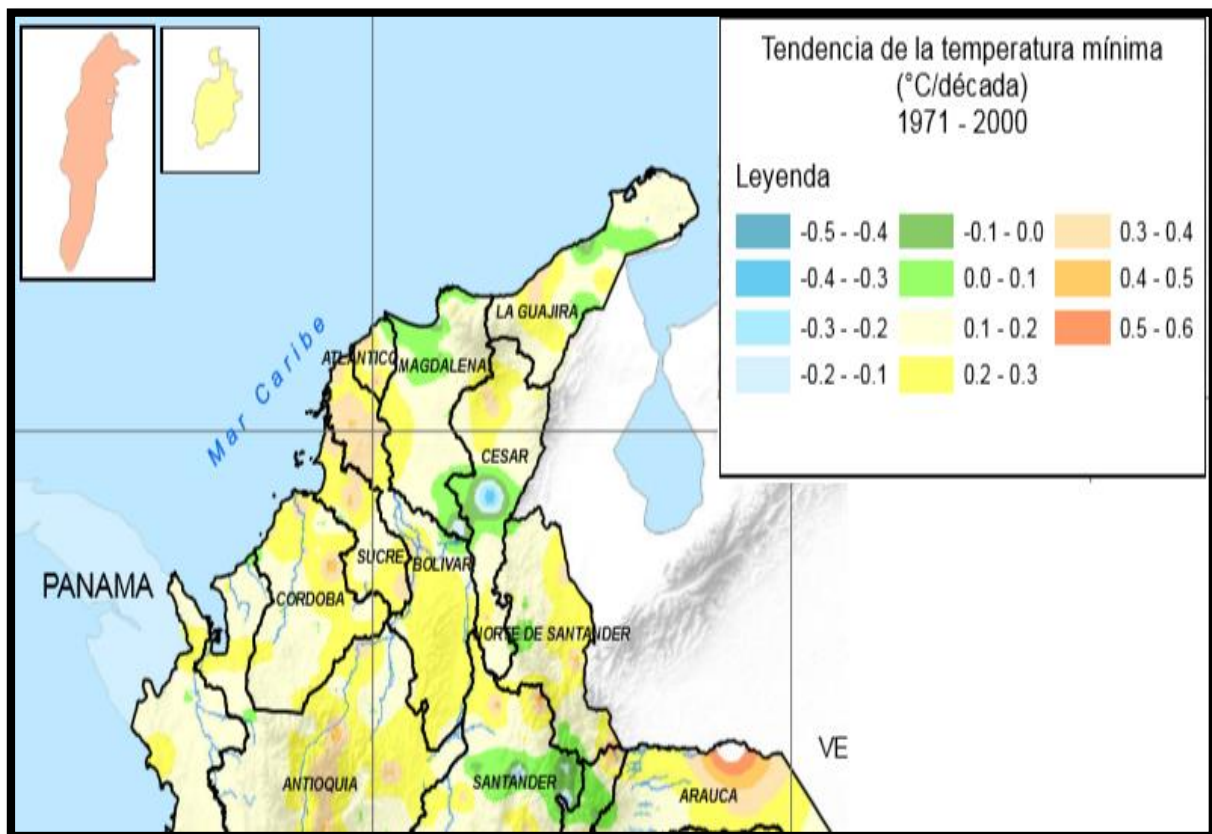 Tendencia de la temperatura mínima
(°C/década)
1971 - 2000
Leyenda
-0.5 - -0.4
-0.4 - -0.3
-0.3 - -0.2
-0.2 - -0.1
-0.1 - 0.0
0.0 - 0.1
0.1 - 0.2
0.2 - 0.3
0.3 - 0.4
0.4 - 0.5
0.5 - 0.6
Mar Caribe
LA GUAJIRA
ATLANTICO
MAGDALENA
CESAR
SUCRE
BOLIVAR
PANAMA
CORDOBA
NORTE DE SANTANDER
VE
ANTIOQUIA
SANTANDER
ARAUCA